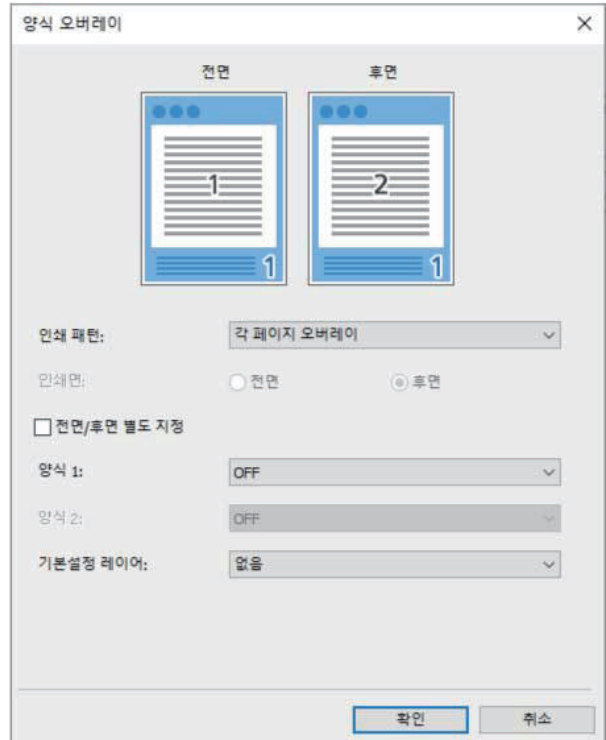 양식 오버레이
전면 후면
1 2
1 1
인쇄 패턴: 각 페이지 오버레이
인쇄면: 전면 후면
전면/후면 별도 지정
양식 1: OFF
양식 2: OFF
기본설정 레이어: 없음
확인 취소